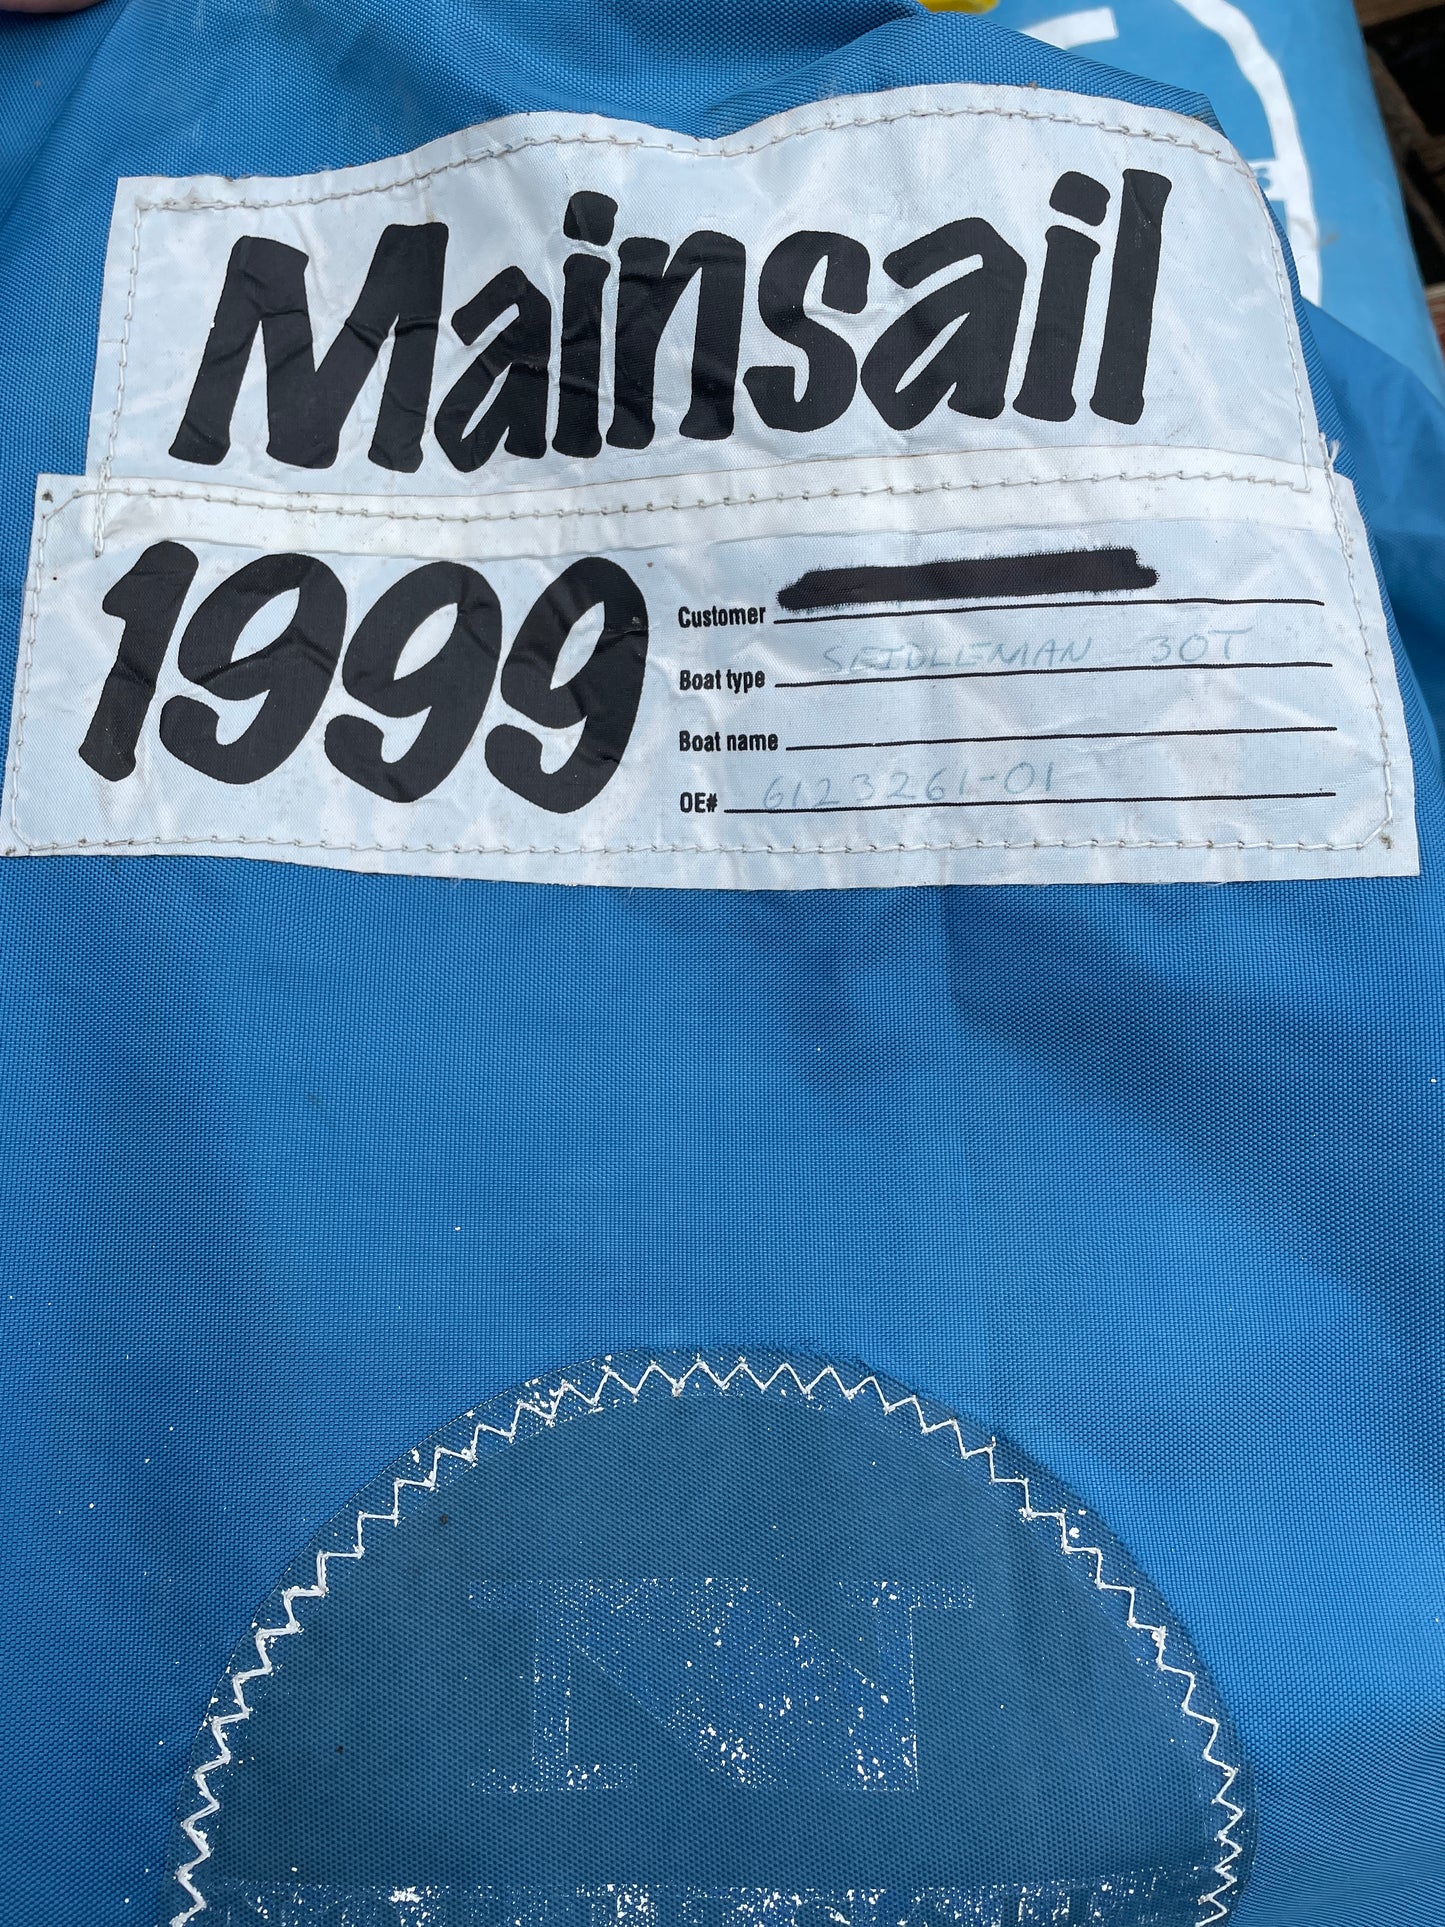 Mainsail
1999
Customer
Boat type SEIDLEMAN 30T
Boat name
OE# 6123261-01
N